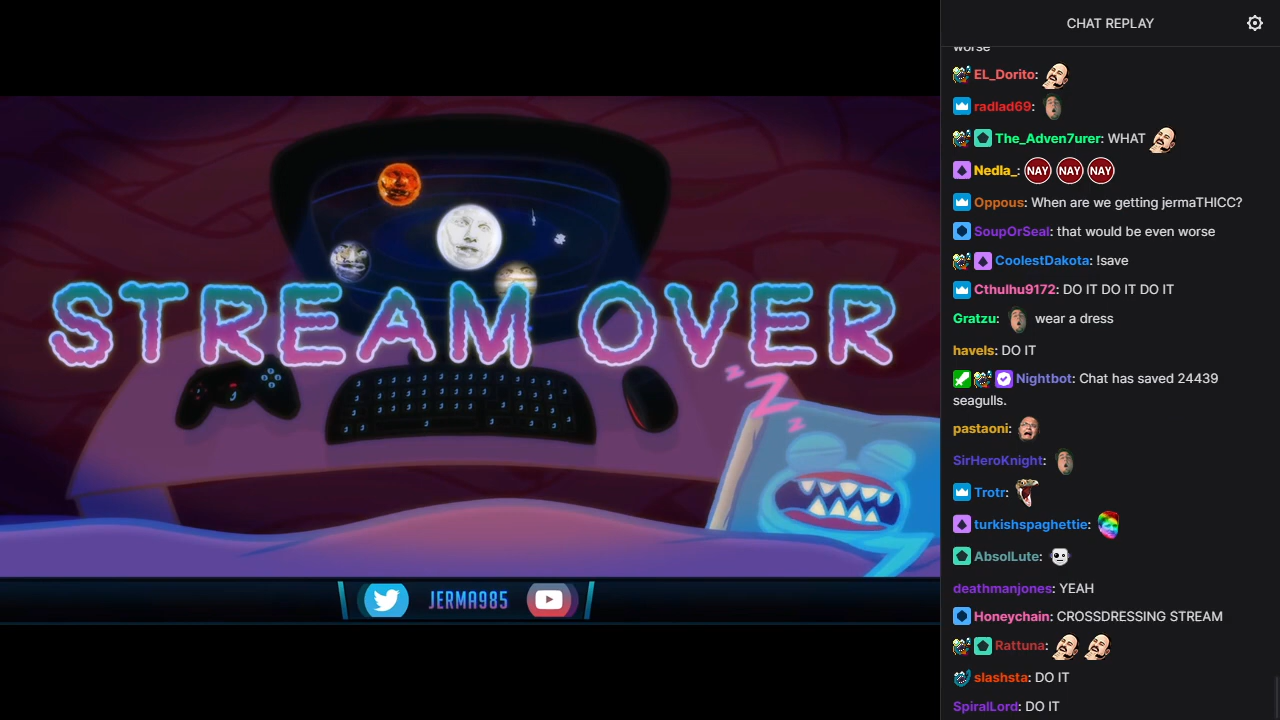 CHAT REPLAY
worse
EL_Dorito:
radlad69:
The_Adven7urer: WHAT
Nedla_: NAY NAY NAY
Oppous: When are we getting jermaTHICC?
SoupOrSeal: that would be even worse
CoolestDakota: !save
Cthulhu9172: DO IT DO IT DO IT
Gratzu: wear a dress
havels: DO IT
Nightbot: Chat has saved 24439
seagulls.
pastaoni:
SirHeroKnight:
Trotr:
turkishspaghettie:
AbsolLute:
deathmanjones: YEAH
Honeychain: CROSSDRESSING STREAM
Rattuna:
slashsta: DO IT
SpiralLord: DO IT
STREAM OVER
z
Z
z
JERMA985